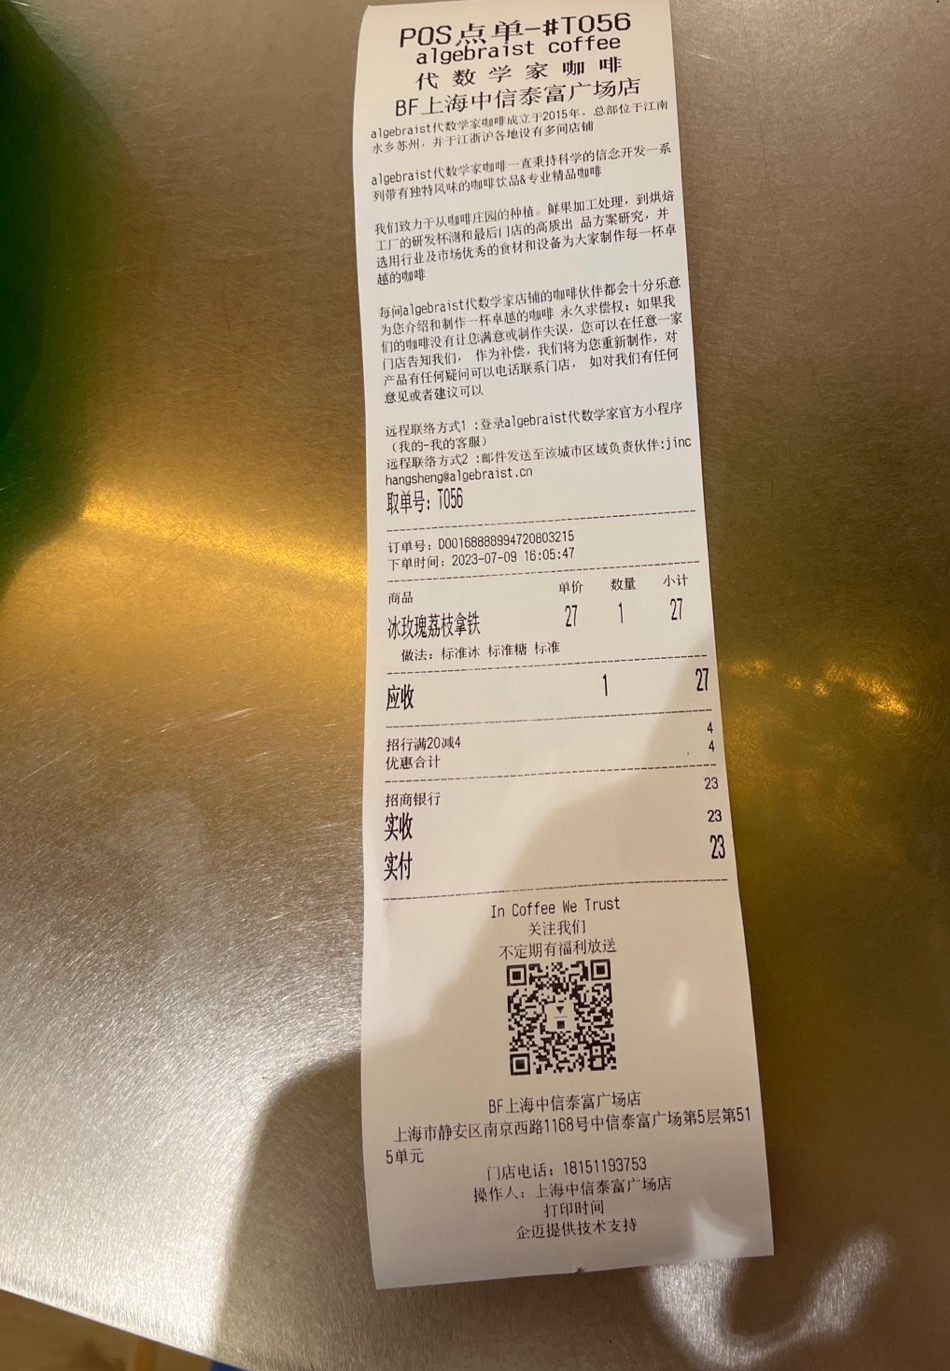 POS点单-#T056
algebraist coffee
代数学家咖啡
BF上海中信泰富广场店
algebraist代数学家咖啡成立于2015年，总部位于江南
水乡苏州，并于江浙沪各地设有多间店铺
algebraist代数学家咖啡一直秉持科学的信念开发一系
列带有独特风味的咖啡饮品&专业精品咖啡
我们致力于从咖啡庄园的种植。鲜果加工处理，到烘焙
工厂的研发杯测和最后门店的高质出 品方案研究，并
选用行业及市场优秀的食材和设备为大家制作每一杯卓
越的咖啡
每间algebraist代数学家店铺的咖啡伙伴都会十分乐意
为您介绍和制作一杯卓越的咖啡 永久求偿权：如果我
们的咖啡没有让您满意或制作失误，您可以在任意一家
门店告知我们， 作为补偿，我们将为您重新制作，对
产品有任何疑问可以电话联系门店， 如对我们有任何
意见或者建议可以
远程联络方式1 :登录algebraist代数学家官方小程序
（我的-我的客服）
远程联络方式2 :邮件发送至该城市区域负责伙伴:jinc
hangsheng@algebraist.cn
取单号：T056
订单号：D00168888994720803215
下单时间：2023-07-09 16:05:47
商品 单价 数量 小计
冰玫瑰荔枝拿铁 27 1 27
做法：标准冰 标准糖 标准
应收 1 27
招行满20减4 4
优惠合计 4
招商银行 23
实收 23
实付 23
In Coffee We Trust
关注我们
不定期有福利放送
BF上海中信泰富广场店
上海市静安区南京西路1168号中信泰富广场第5层第51
5单元
门店电话：18151193753
操作人：上海中信泰富广场店
打印时间
企迈提供技术支持